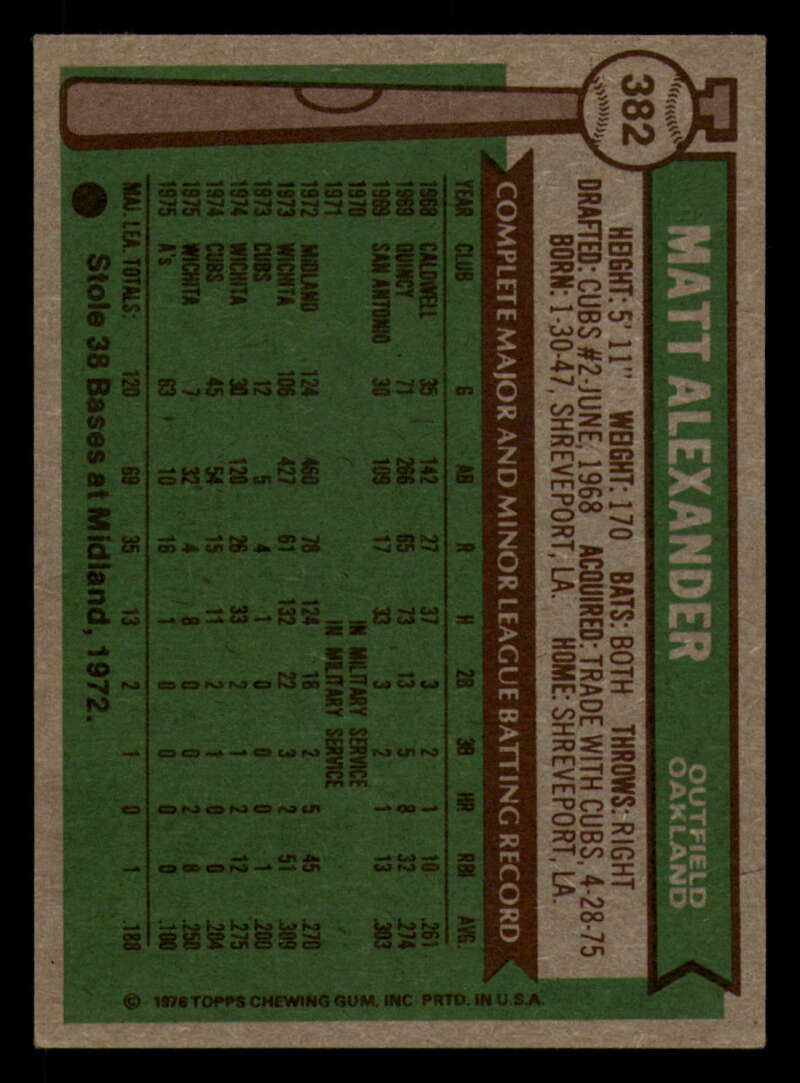 382
MATT ALEXANDER
OUTFIELD
OAKLAND
HEIGHT: 5' 11" WEIGHT: 170 BATS: BOTH THROWS: RIGHT
DRAFTED: CUBS #2-JUNE, 1968 ACQUIRED: TRADE WITH CUBS, 4-28-75
BORN: 1-30-47, SHREVEPORT, LA. HOME: SHREVEPORT, LA.
COMPLETE MAJOR AND MINOR LEAGUE BATTING RECORD
YEAR CLUB G AB R H 2B 3B HR RBI AVG.
1968 CALDWELL 35 142 27 37 3 2 1 10 .261
1969 QUINCY 71 266 65 73 13 5 8 32 .274
1969 SAN ANTONIO 30 109 17 33 3 2 1 13 .303
1970 IN MILITARY SERVICE
1971 IN MILITARY SERVICE
1972 MIDLAND 124 460 78 124 18 2 5 45 .270
1973 WICHITA 106 427 61 132 22 3 2 51 .309
1973 CUBS 12 5 4 1 0 0 0 1 .200
1974 WICHITA 30 120 26 33 2 1 2 12 .275
1974 CUBS 45 54 15 11 2 1 0 0 .204
1975 WICHITA 7 32 4 8 0 0 2 8 .250
1975 A's 63 10 16 1 0 0 0 0 .100
MAJ. LEA. TOTALS: 120 69 35 13 2 1 0 1 .188
Stole 38 Bases at Midland, 1972.
© 1976 TOPPS CHEWING GUM, INC PRTD. IN U.S.A.